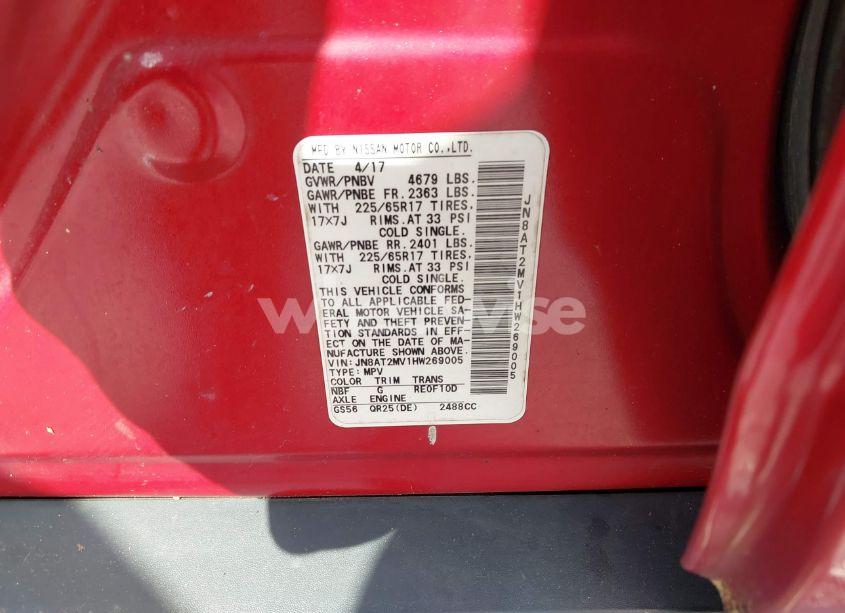 MFD BY NISSAN MOTOR CO.,LTD.
DATE 4/17
GVWR/PNBV 4679 LBS.
GAWR/PNBE FR. 2363 LBS.
WITH 225/65R17 TIRES,
17×7J RIMS.AT 33 PSI
COLD SINGLE.
GAWR/PNBE RR. 2401 LBS.
WITH 225/65R17 TIRES,
17×7J RIMS.AT 33 PSI
COLD SINGLE.
THIS VEHICLE CONFORMS
TO ALL APPLICABLE FED-
ERAL MOTOR VEHICLE SA-
FETY AND THEFT PREVEN-
TION STANDARDS IN EFF-
ECT ON THE DATE OF MA-
NUFACTURE SHOWN ABOVE.
VIN: JN8AT2MV1HW269005
TYPE: MPV
COLOR TRIM TRANS
NBF G RE0F10D
AXLE ENGINE
GS56 QR25(DE) 2488CC
JN8AT2MV1HW269005